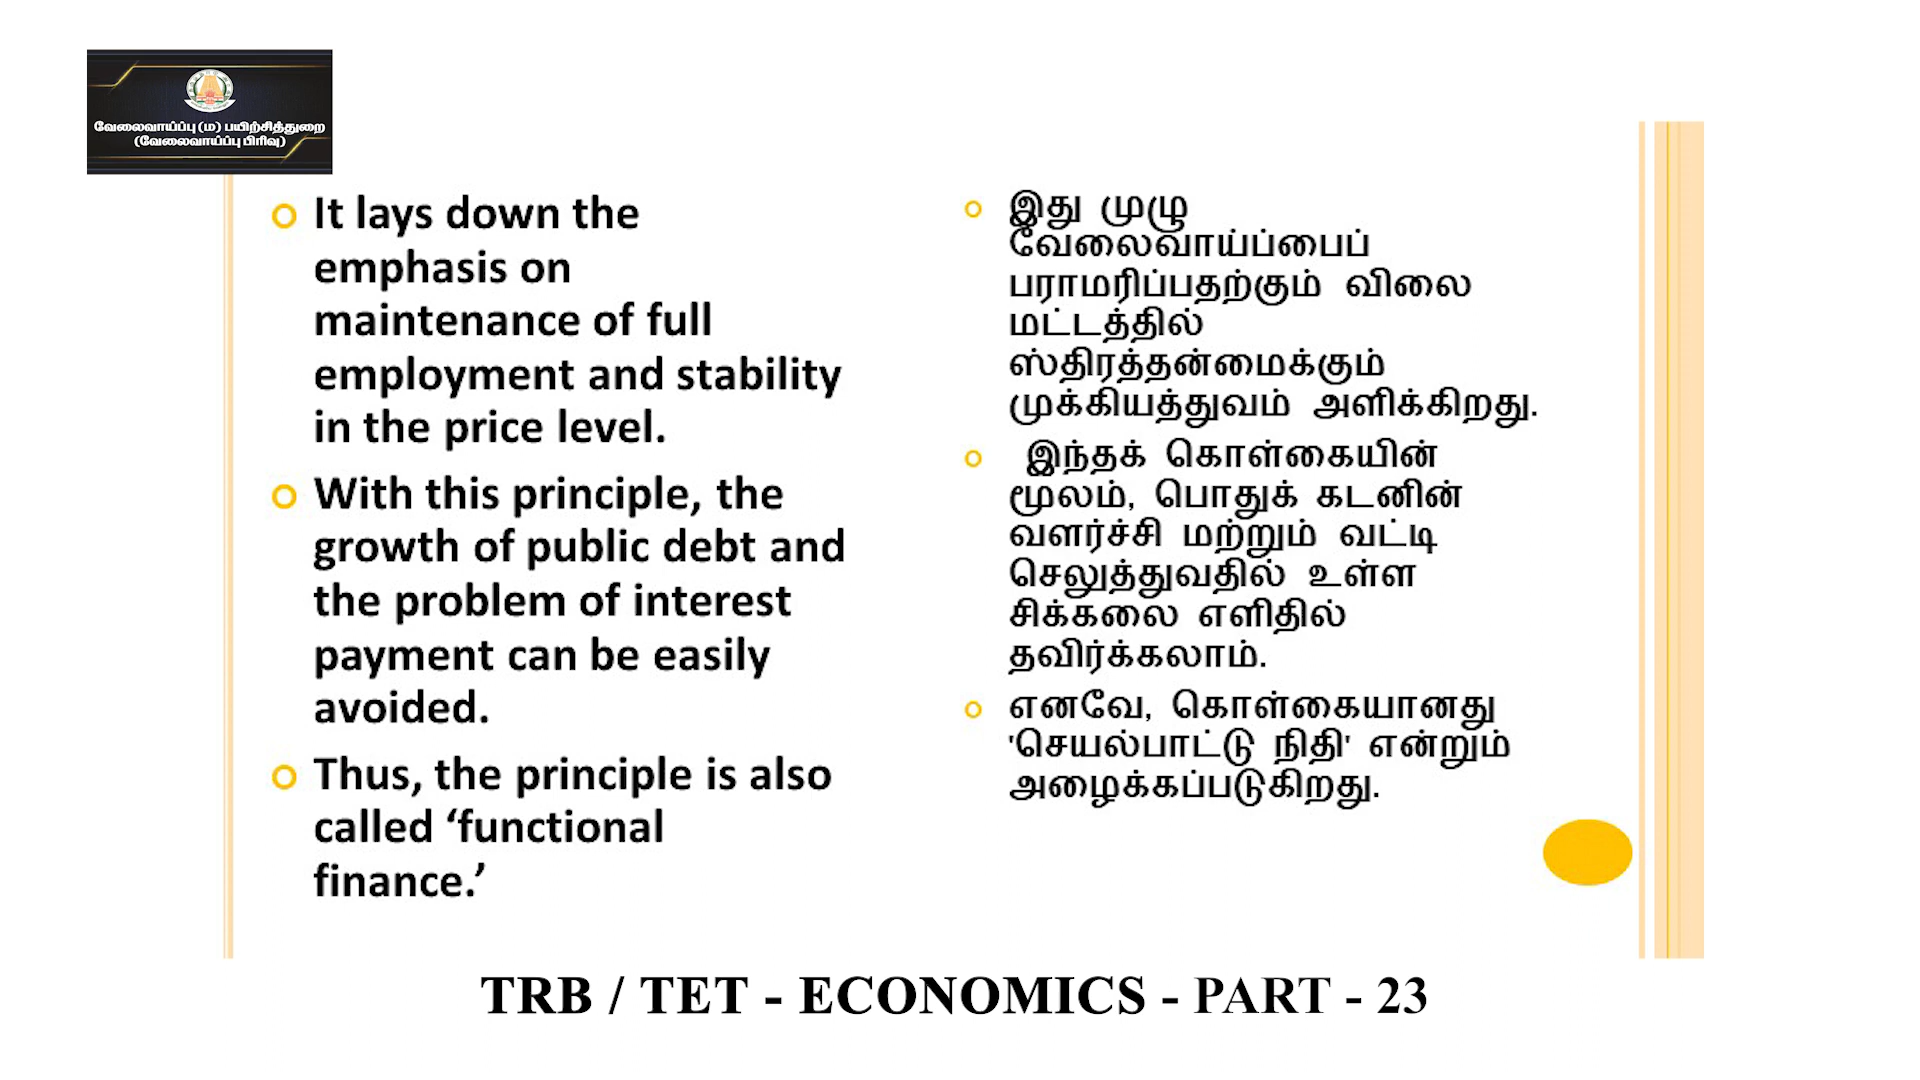 வேலைவாய்ப்பு (ம) பயிற்சித்துறை
(வேலைவாய்ப்பு பிரிவு)
It lays down the
emphasis on
maintenance of full
employment and stability
in the price level.
With this principle, the
growth of public debt and
the problem of interest
payment can be easily
avoided.
Thus, the principle is also
called ‘functional
finance.’
இது முழு
வேலைவாய்ப்பைப்
பராமரிப்பதற்கும் விலை
மட்டத்தில்
ஸ்திரத்தன்மைக்கும்
முக்கியத்துவம் அளிக்கிறது.
இந்தக் கொள்கையின்
மூலம், பொதுக் கடனின்
வளர்ச்சி மற்றும் வட்டி
செலுத்துவதில் உள்ள
சிக்கலை எளிதில்
தவிர்க்கலாம்.
எனவே, கொள்கையானது
'செயல்பாட்டு நிதி' என்றும்
அழைக்கப்படுகிறது.
TRB / TET - ECONOMICS - PART - 23